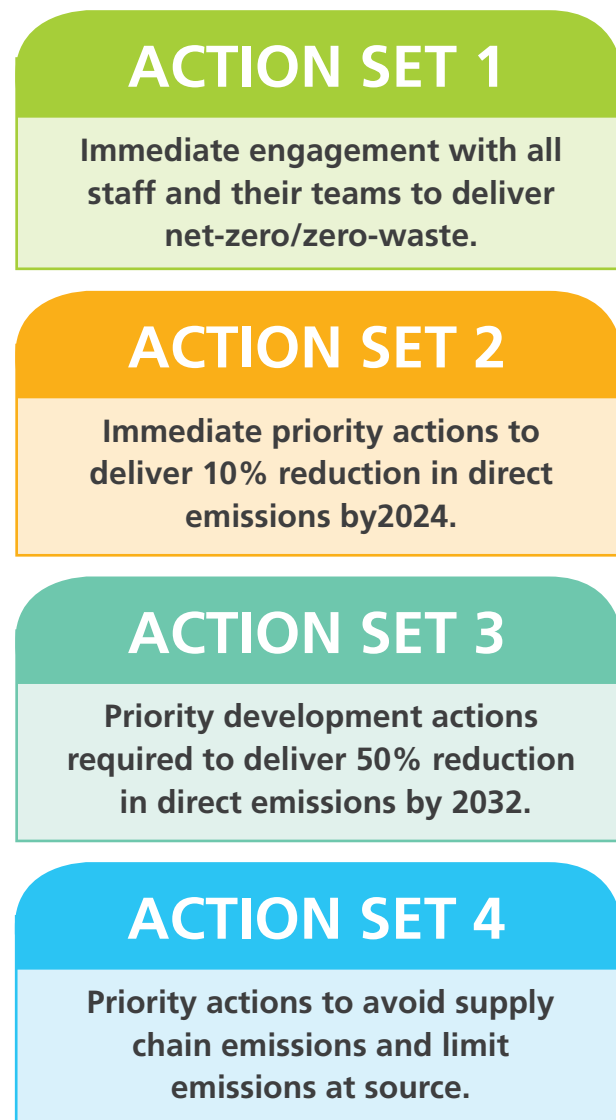 ACTION SET 1
Immediate engagement with all
staff and their teams to deliver
net-zero/zero-waste.
ACTION SET 2
Immediate priority actions to
deliver 10% reduction in direct
emissions by2024.
ACTION SET 3
Priority development actions
required to deliver 50% reduction
in direct emissions by 2032.
ACTION SET 4
Priority actions to avoid supply
chain emissions and limit
emissions at source.